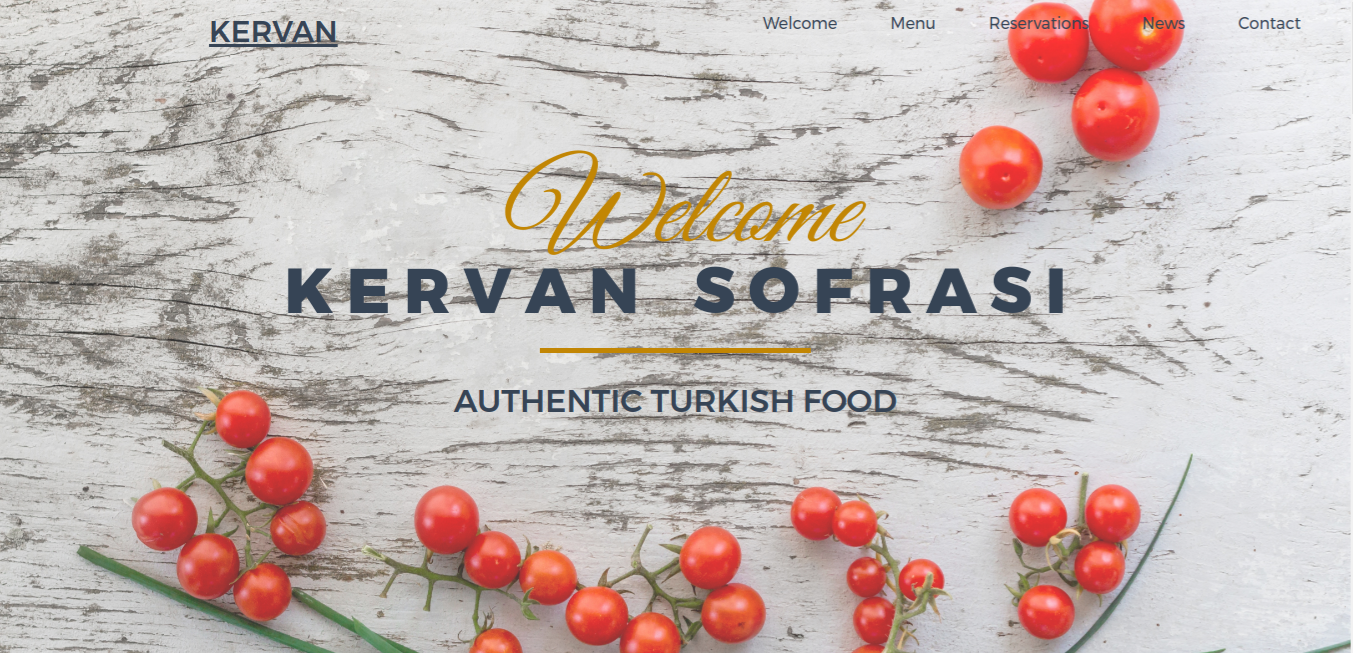 KERVAN
Welcome Menu Reservations News Contact
Welcome
KERVAN SOFRASI
AUTHENTIC TURKISH FOOD